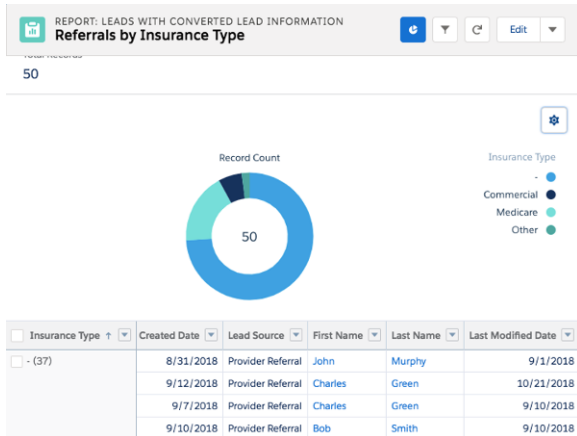 REPORT: LEADS WITH CONVERTED LEAD INFORMATION
Referrals by Insurance Type
Edit
Total Records
50
Record Count
50
Insurance Type
-
Commercial
Medicare
Other
Insurance Type ↑ Created Date Lead Source First Name Last Name Last Modified Date
- (37) 8/31/2018 Provider Referral John Murphy 9/1/2018
9/12/2018 Provider Referral Charles Green 10/21/2018
9/7/2018 Provider Referral Charles Green 9/10/2018
9/10/2018 Provider Referral Bob Smith 9/10/2018